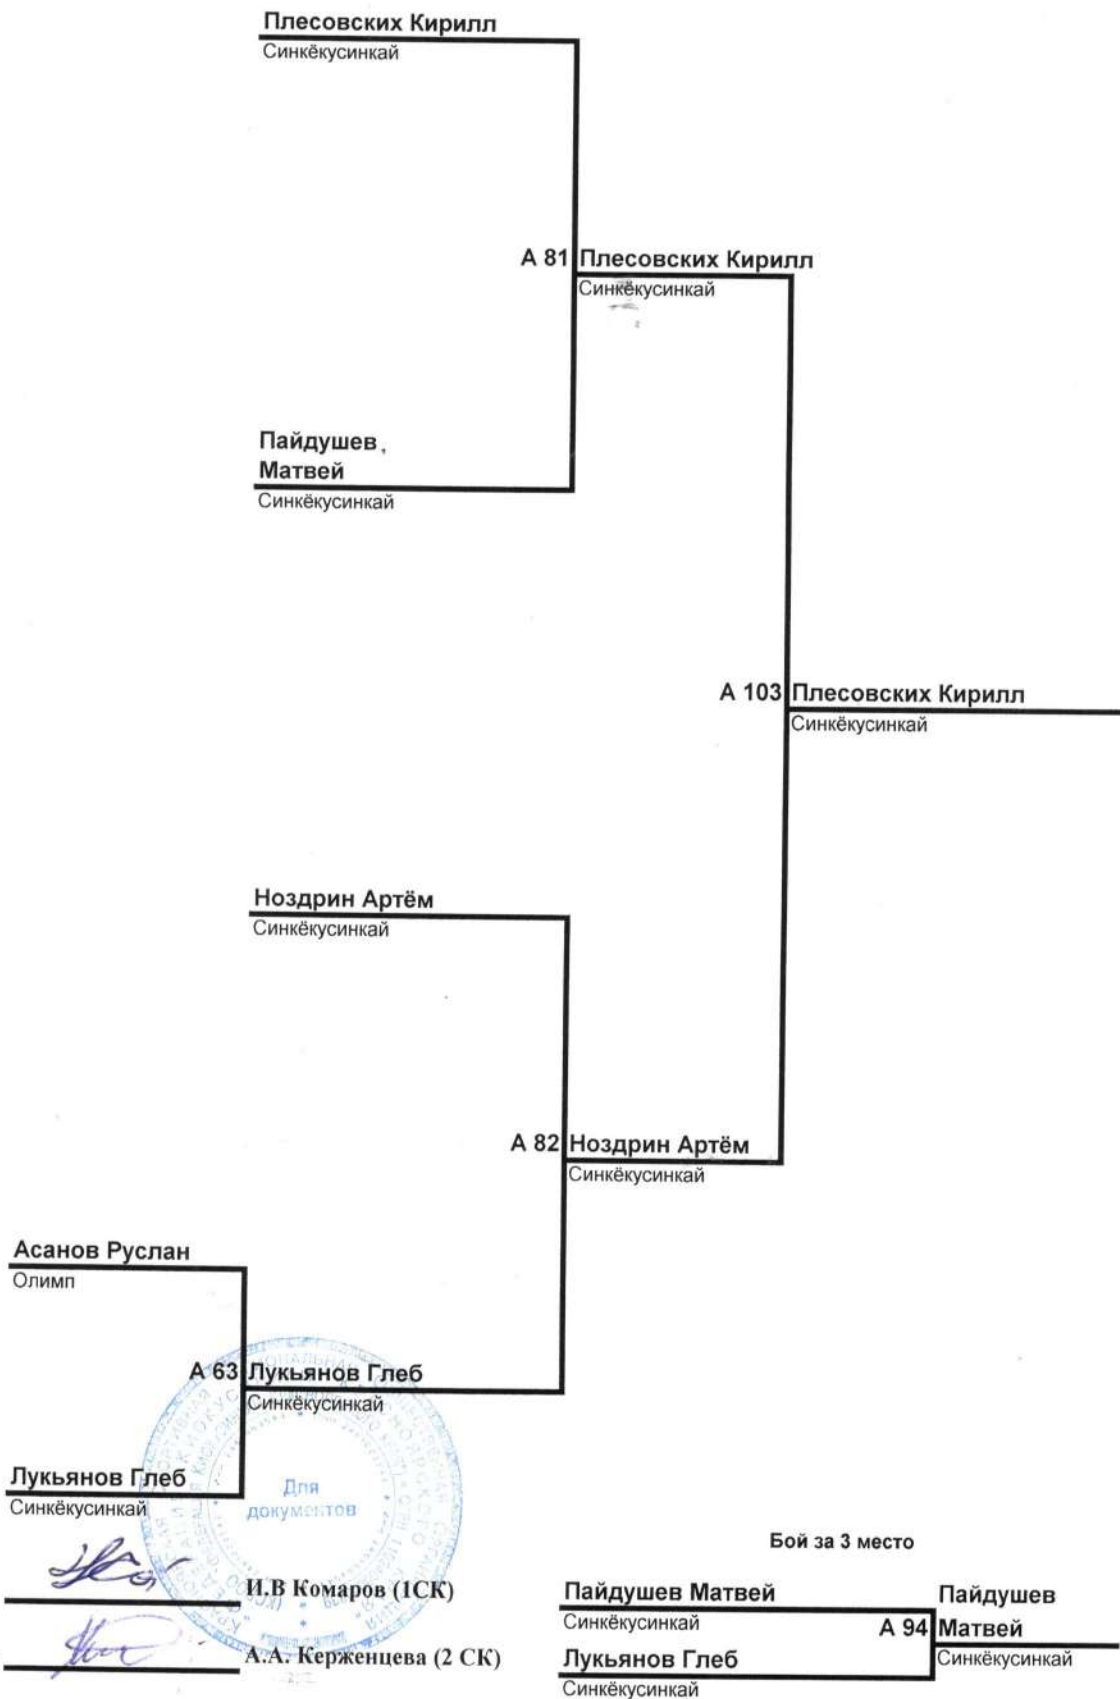 Плесовских Кирилл
Синкёкусинкай
А 81 Плесовских Кирилл
Синкёкусинкай
Пайдушев,
Матвей
Синкёкусинкай
А 103 Плесовских Кирилл
Синкёкусинкай
Ноздрин Артём
Синкёкусинкай
А 82 Ноздрин Артём
Синкёкусинкай
Асанов Руслан
Олимп
А 63 Лукьянов Глеб
Синкёкусинкай
Лукьянов Глеб
Синкёкусинкай
Для
документов
И.В Комаров (1СК)
А.А. Керженцева (2 СК)
Бой за 3 место
Пайдушев Матвей
Синкёкусинкай
Лукьянов Глеб
Синкёкусинкай
А 94
Пайдушев
Матвей
Синкёкусинкай